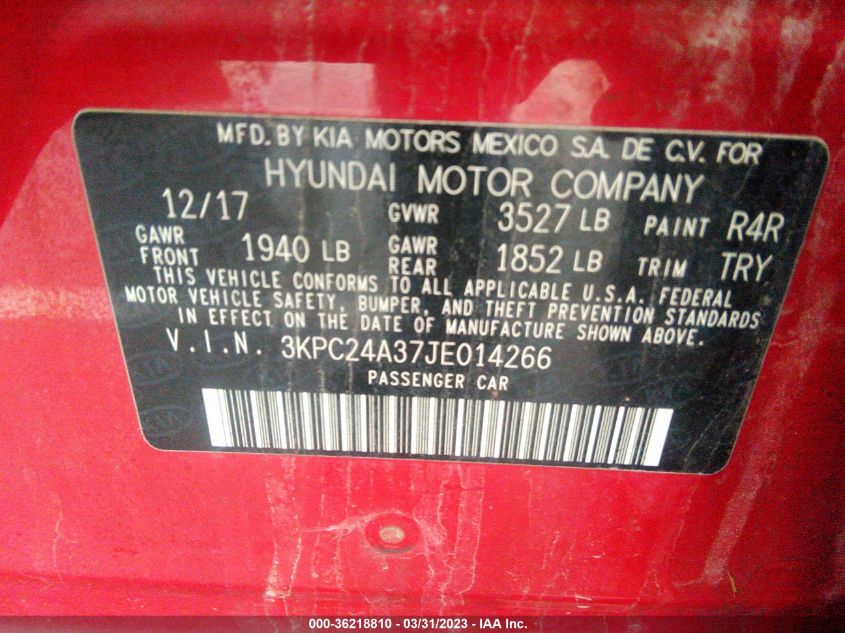 MFD. BY KIA MOTORS MEXICO S.A. DE C.V. FOR
HYUNDAI MOTOR COMPANY
12/17 GVWR 3527 LB PAINT R4R
GAWR FRONT 1940 LB GAWR REAR 1852 LB TRIM TRY
THIS VEHICLE CONFORMS TO ALL APPLICABLE U.S.A. FEDERAL
MOTOR VEHICLE SAFETY, BUMPER, AND THEFT PREVENTION STANDARDS
IN EFFECT ON THE DATE OF MANUFACTURE SHOWN ABOVE.
V.I.N. 3KPC24A37JE014266
PASSENGER CAR
000-36218810 - 03/31/2023 - IAA Inc.